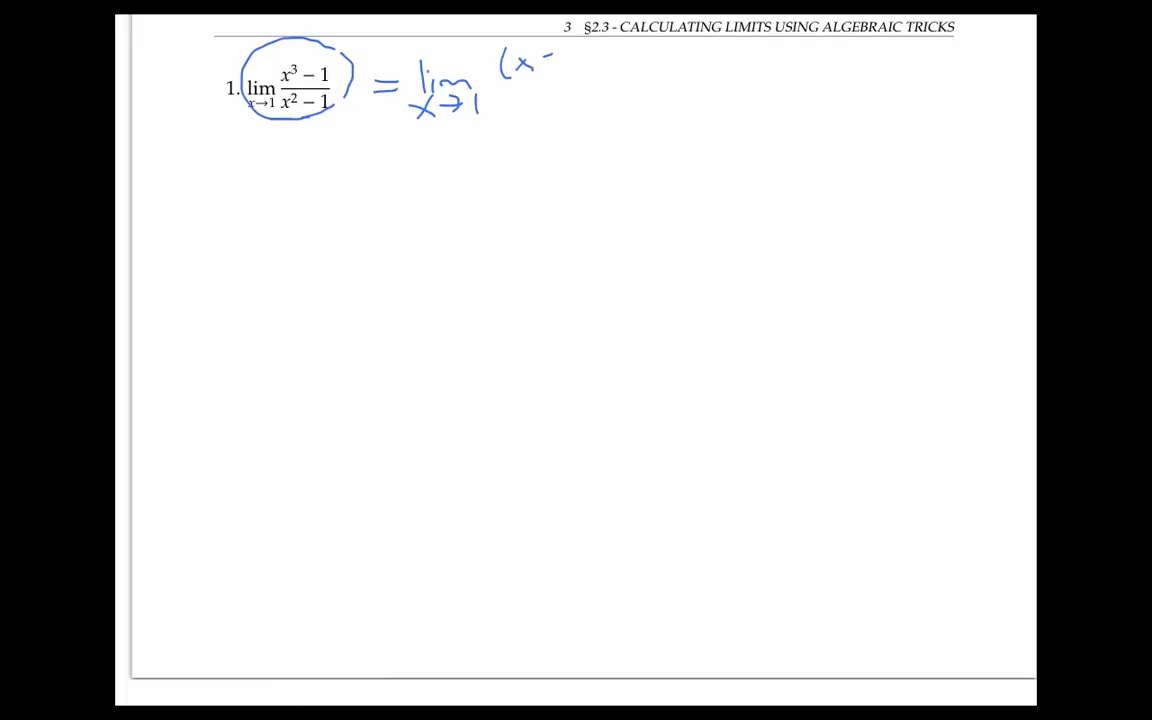 3 §2.3 - CALCULATING LIMITS USING ALGEBRAIC TRICKS
1. lim x→1 x³ − 1 / x² − 1 = lim x→1 (x -